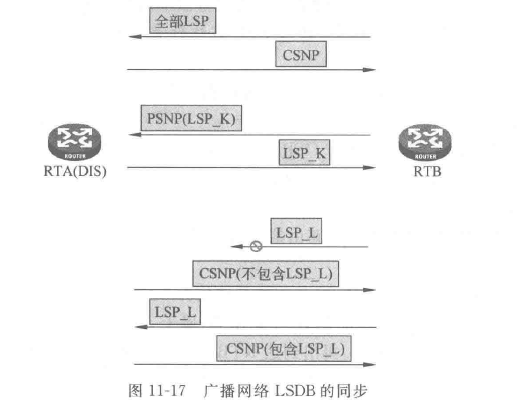 全部LSP
CSNP
PSNP(LSP_K)
ROUTER
ROUTER
LSP_K
RTA(DIS)
RTB
LSP_L
CSNP(不包含LSP_L)
LSP_L
CSNP(包含LSP_L)
图 11-17 广播网络 LSDB 的同步